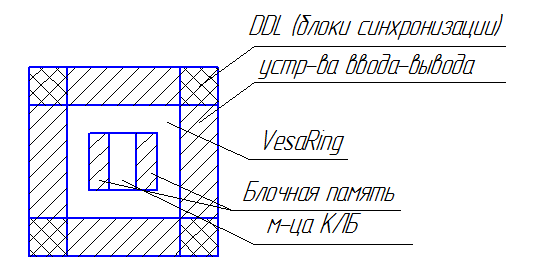 DDL (блоки синхронизации)
устр-ва ввода-вывода
VesaRing
Блочная память
м-ца КЛБ